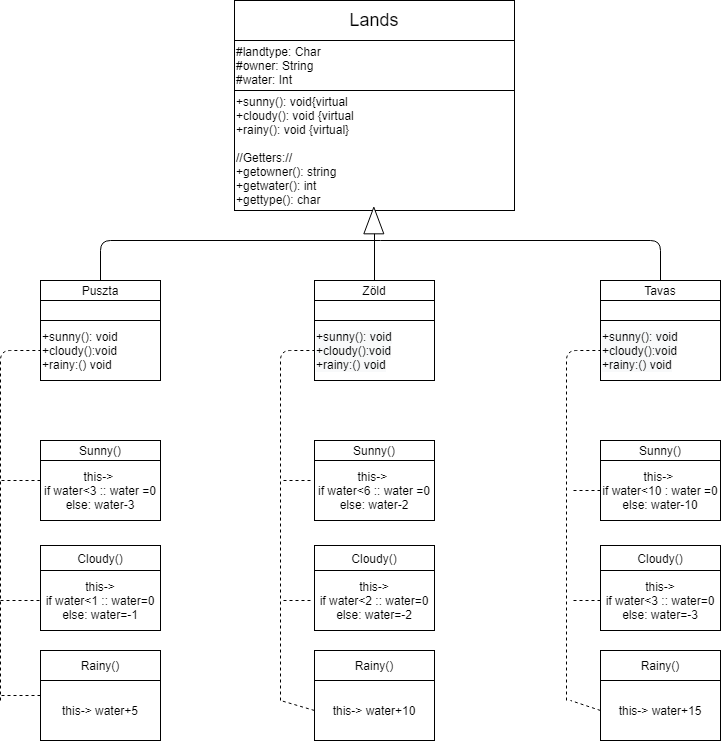 Lands
#landtype: Char
#owner: String
#water: Int
+sunny(): void{virtual
+cloudy(): void {virtual
+rainy(): void {virtual}
//Getters://
+getowner(): string
+getwater(): int
+gettype(): char
Puszta
+sunny(): void
+cloudy():void
+rainy:() void
Zöld
+sunny(): void
+cloudy():void
+rainy:() void
Tavas
+sunny(): void
+cloudy():void
+rainy:() void
Sunny()
this->
if water<3 :: water =0
else: water-3
Sunny()
this->
if water<6 :: water =0
else: water-2
Sunny()
this->
if water<10 : water =0
else: water-10
Cloudy()
this->
if water<1 :: water=0
else: water=-1
Cloudy()
this->
if water<2 :: water=0
else: water=-2
Cloudy()
this->
if water<3 :: water=0
else: water=-3
Rainy()
this-> water+5
Rainy()
this-> water+10
Rainy()
this-> water+15